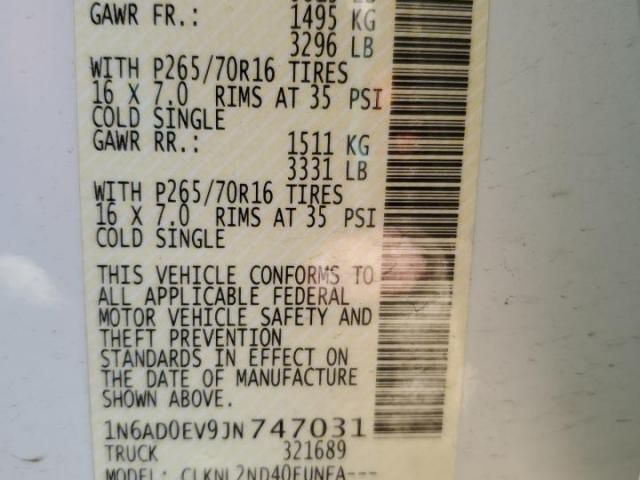 GAWR FR.: 1495 KG
3296 LB
WITH P265/70R16 TIRES
16 X 7.0 RIMS AT 35 PSI
COLD SINGLE
GAWR RR.: 1511 KG
3331 LB
WITH P265/70R16 TIRES
16 X 7.0 RIMS AT 35 PSI
COLD SINGLE
THIS VEHICLE CONFORMS TO
ALL APPLICABLE FEDERAL
MOTOR VEHICLE SAFETY AND
THEFT PREVENTION
STANDARDS IN EFFECT ON
THE DATE OF MANUFACTURE
SHOWN ABOVE.
1N6AD0EV9JN747031
TRUCK 321689
MODEL: